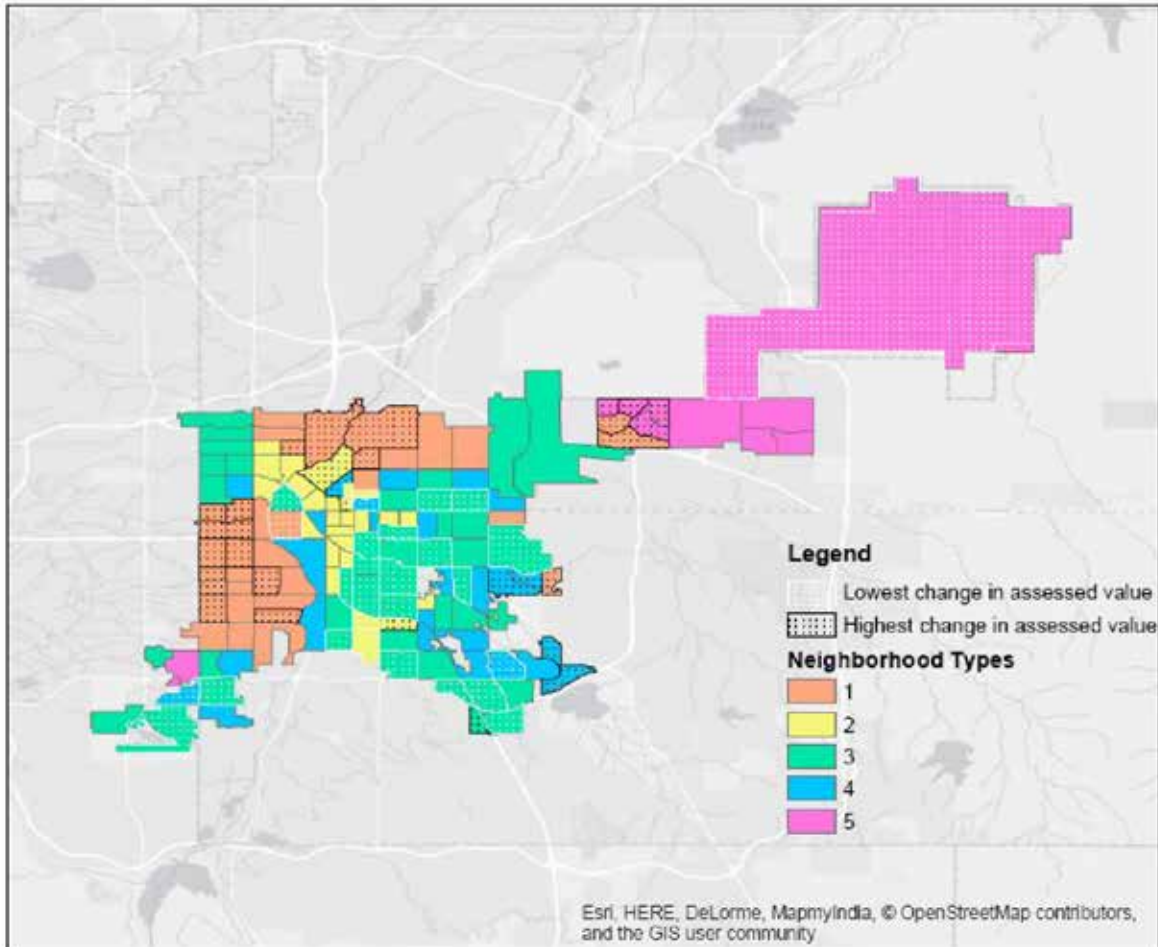 Legend
Lowest change in assessed value
Highest change in assessed value
Neighborhood Types
1
2
3
4
5
Esri, HERE, DeLorme, MapmyIndia, © OpenStreetMap contributors,
and the GIS user community